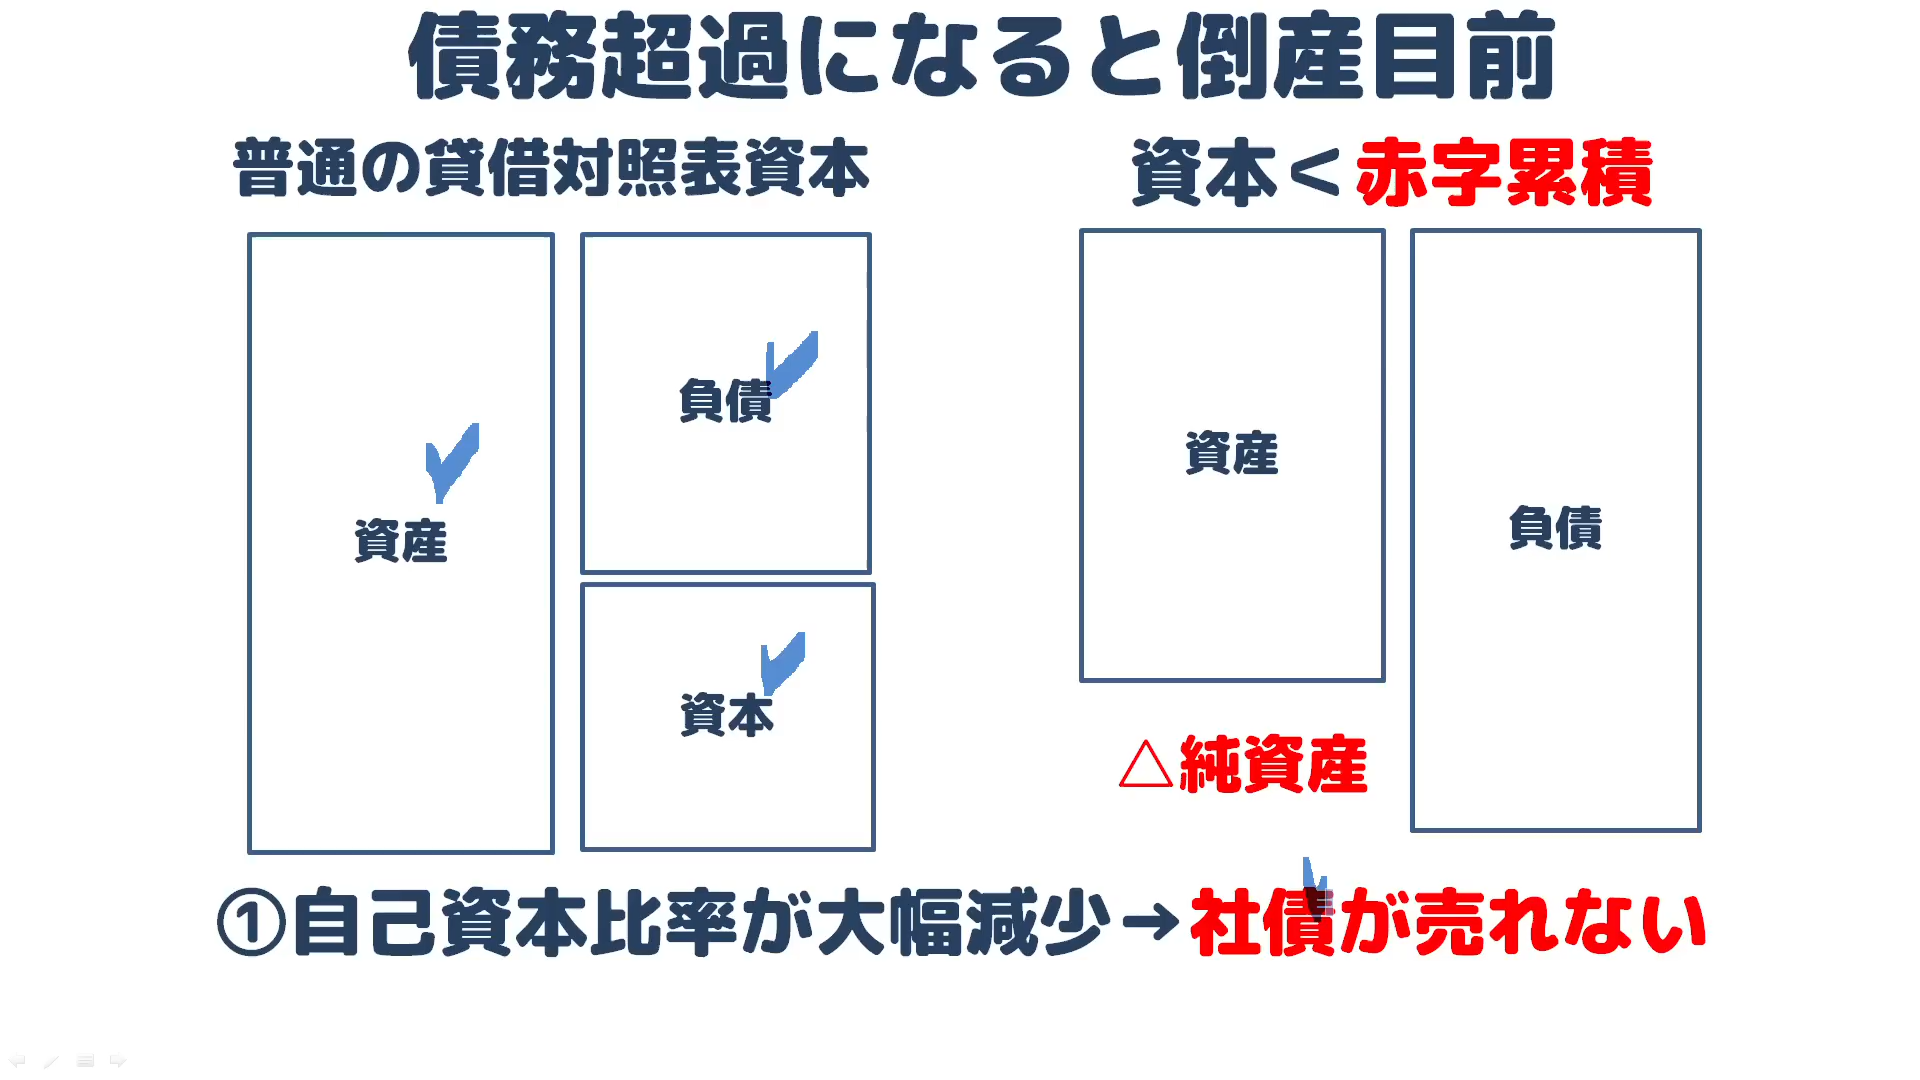 債務超過になると倒産目前
普通の貸借対照表資本
資産
負債
資本
資本<赤字累積
資産
負債
△純資産
①自己資本比率が大幅減少→社債が売れない